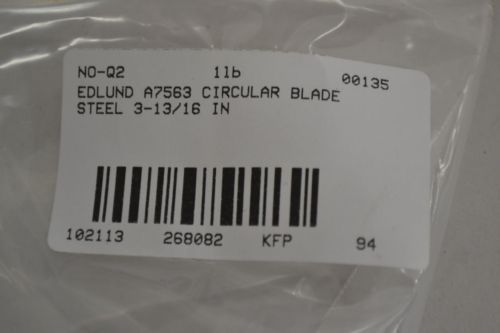 NO-Q2 1lb 00135
EDLUND A7563 CIRCULAR BLADE
STEEL 3-13/16 IN
102113 268082 KFP 94